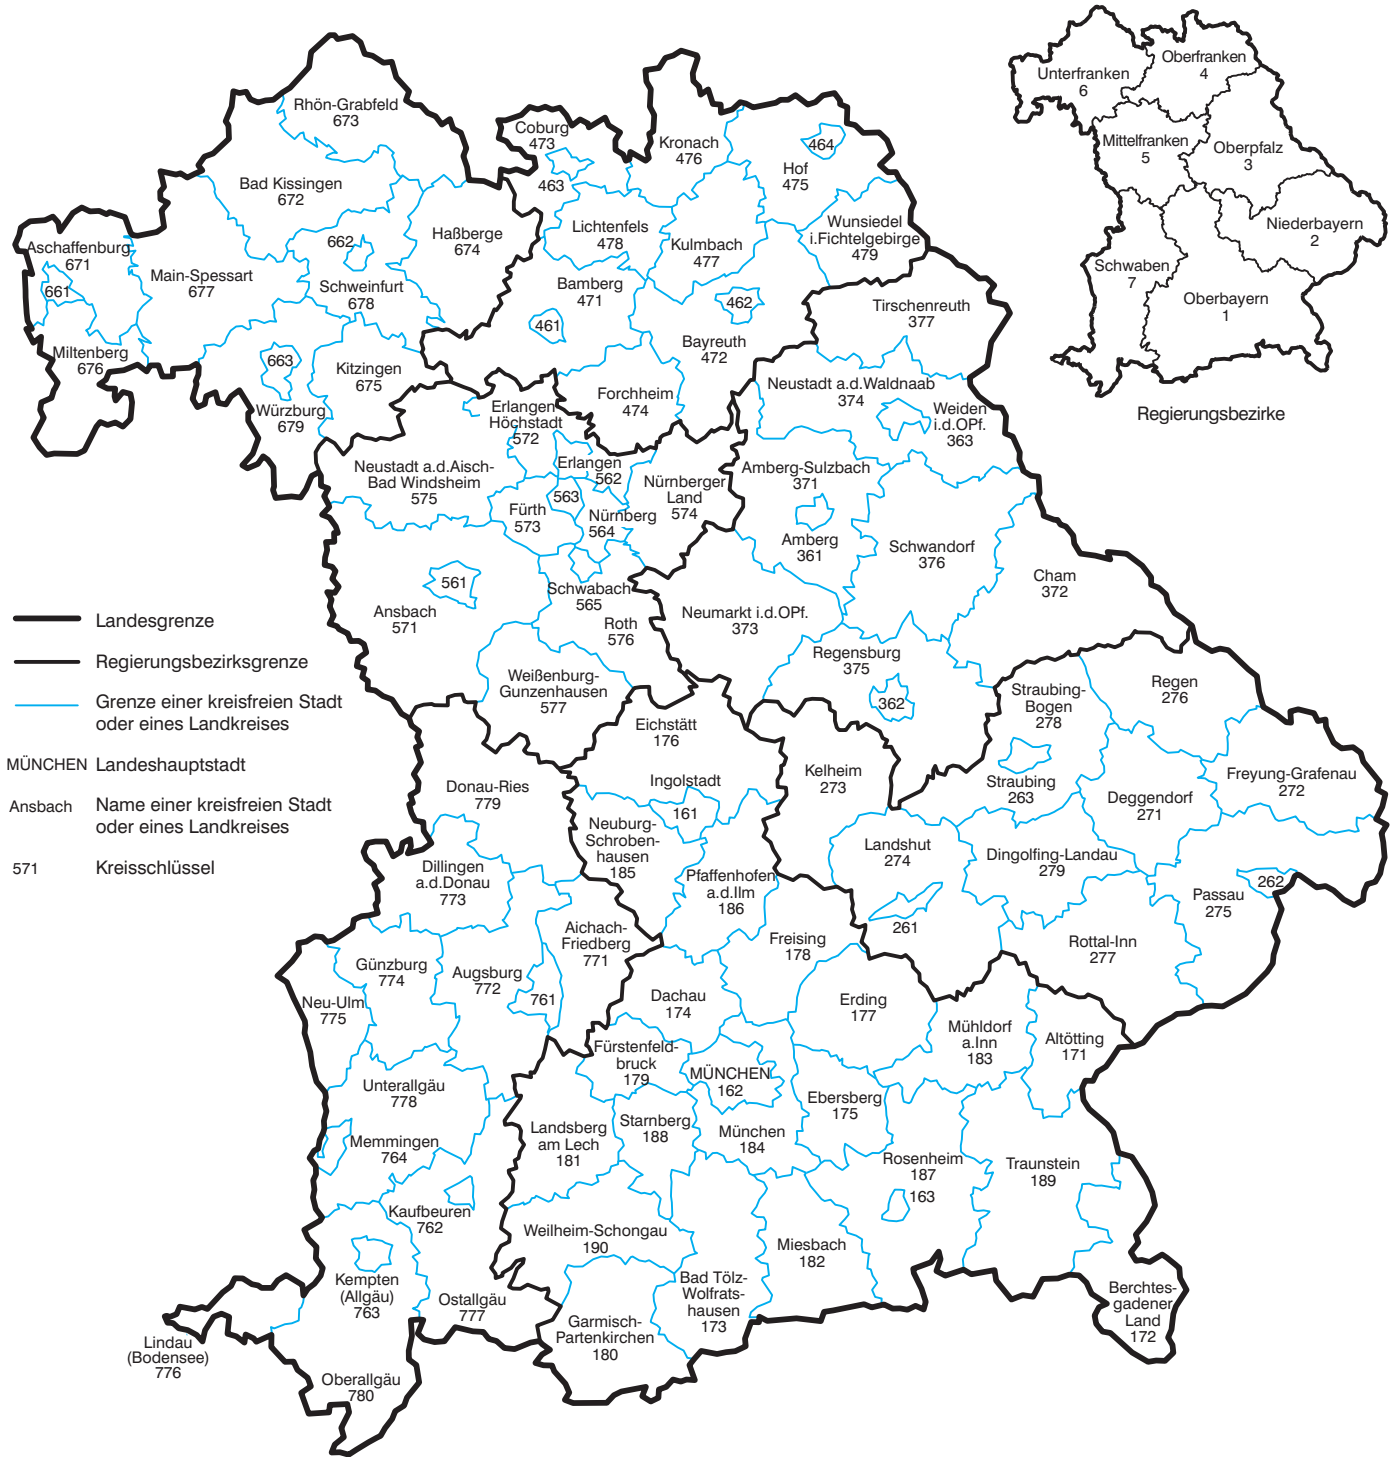 Rhön-Grabfeld
673
Bad Kissingen
672
Haßberge
674
Aschaffenburg
671
661
Main-Spessart
677
662
Schweinfurt
678
Miltenberg
676
663
Würzburg
679
Kitzingen
675
Coburg
473
463
Kronach
476
464
Hof
475
Lichtenfels
478
Kulmbach
477
Wunsiedel
i.Fichtelgebirge
479
Bamberg
471
461
462
Bayreuth
472
Forchheim
474
Tirschenreuth
377
Neustadt a.d.Waldnaab
374
Weiden
i.d.OPf.
363
Erlangen
Höchstadt
572
Erlangen
562
Neustadt a.d.Aisch-
Bad Windsheim
575
Fürth
573
563
Nürnberg
564
Nürnberger
Land
574
Amberg-Sulzbach
371
Amberg
361
Schwandorf
376
Cham
372
561
Ansbach
571
Schwabach
565
Roth
576
Neumarkt i.d.OPf.
373
Weißenburg-
Gunzenhausen
577
Regensburg
375
362
Straubing-
Bogen
278
Straubing
263
Regen
276
Eichstätt
176
Ingolstadt
161
Kelheim
273
Deggendorf
271
Freyung-Grafenau
272
Donau-Ries
779
Neuburg-
Schroben-
hausen
185
Pfaffenhofen
a.d.Ilm
186
Landshut
274
261
Dingolfing-Landau
279
Passau
275
262
Dillingen
a.d.Donau
773
Aichach-
Friedberg
771
Freising
178
Rottal-Inn
277
Günzburg
774
Augsburg
772
761
Neu-Ulm
775
Dachau
174
Erding
177
Mühldorf
a.Inn
183
Altötting
171
Fürstenfeld-
bruck
179
MÜNCHEN
162
Ebersberg
175
Unterallgäu
778
Landsberg
am Lech
181
Starnberg
188
München
184
Memmingen
764
Rosenheim
187
163
Traunstein
189
Kaufbeuren
762
Weilheim-Schongau
190
Miesbach
182
Kempten
(Allgäu)
763
Ostallgäu
777
Bad Tölz-
Wolfrats-
hausen
173
Garmisch-
Partenkirchen
180
Berchtes-
gadener
Land
172
Lindau
(Bodensee)
776
Oberallgäu
780
Landesgrenze
Regierungsbezirksgrenze
Grenze einer kreisfreien Stadt
oder eines Landkreises
MÜNCHEN Landeshauptstadt
Ansbach Name einer kreisfreien Stadt
oder eines Landkreises
571 Kreisschlüssel
Unterfranken
6
Oberfranken
4
Mittelfranken
5
Oberpfalz
3
Niederbayern
2
Schwaben
7
Oberbayern
1
Regierungsbezirke